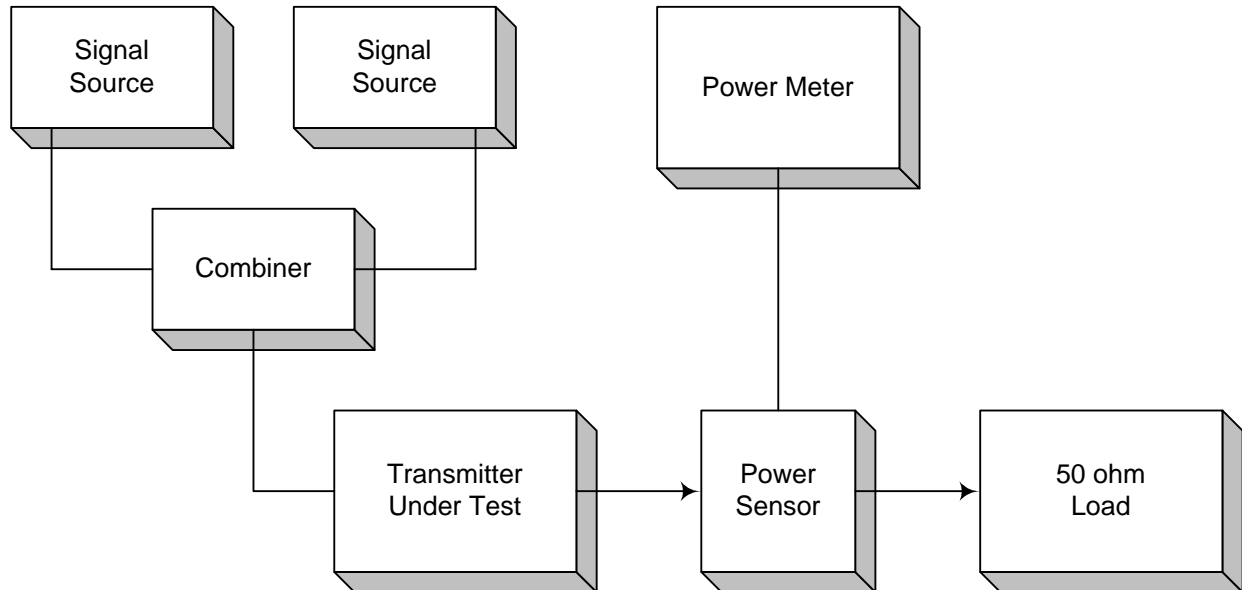 Signal
Source
Signal
Source
Power Meter
Combiner
Transmitter
Under Test
Power
Sensor
50 ohm
Load